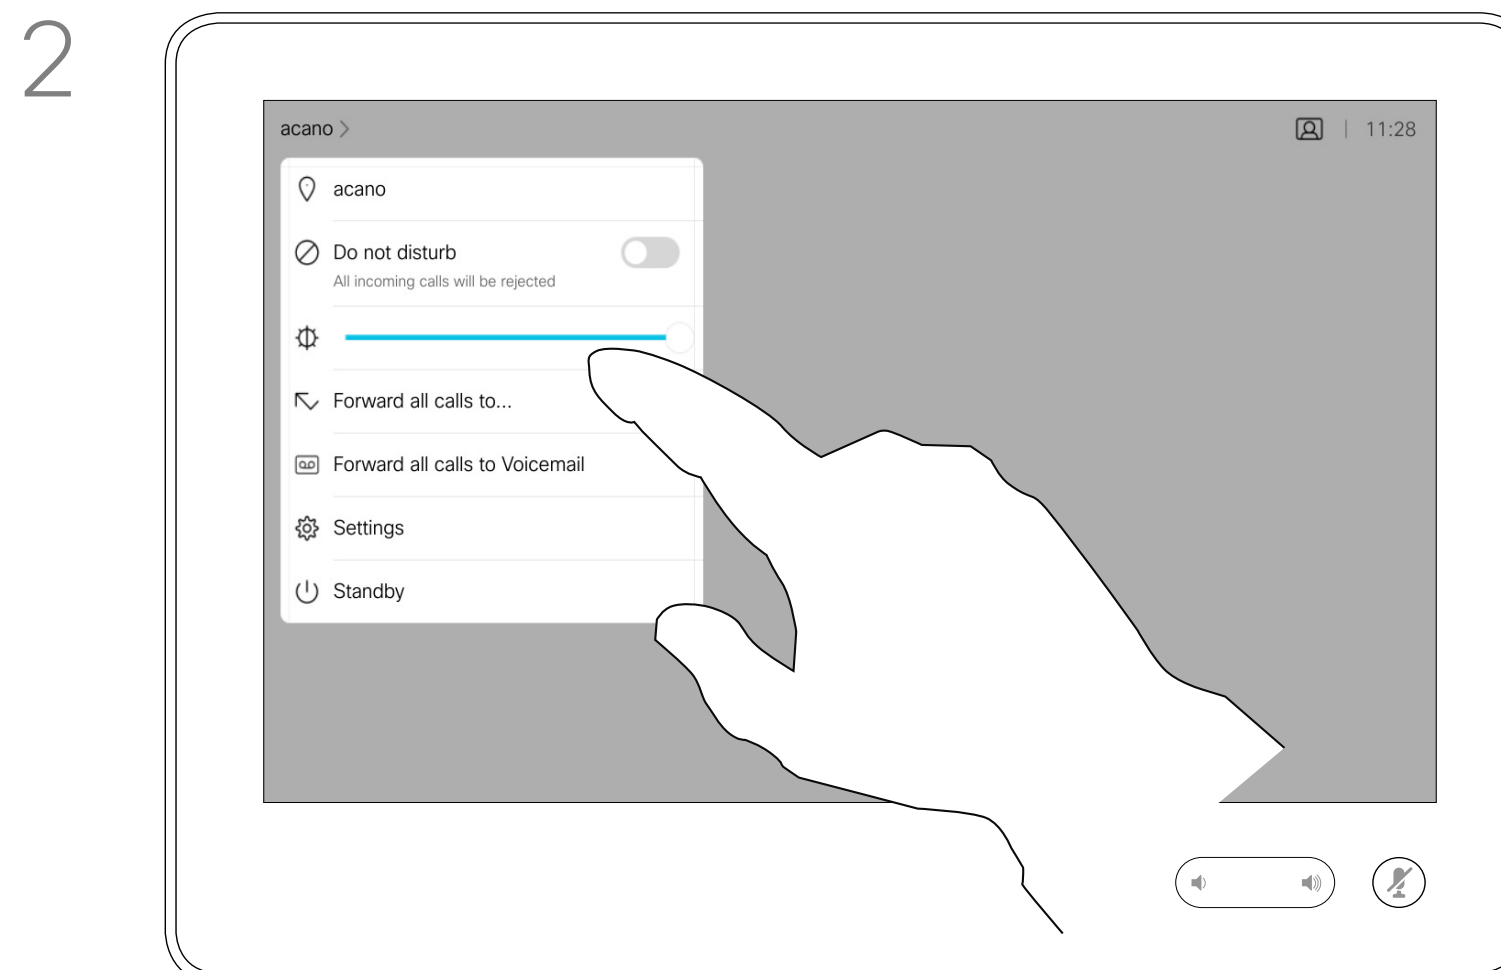 2
acano
11:28
acano
Do not disturb
All incoming calls will be rejected
Forward all calls to...
Forward all calls to Voicemail
Settings
Standby